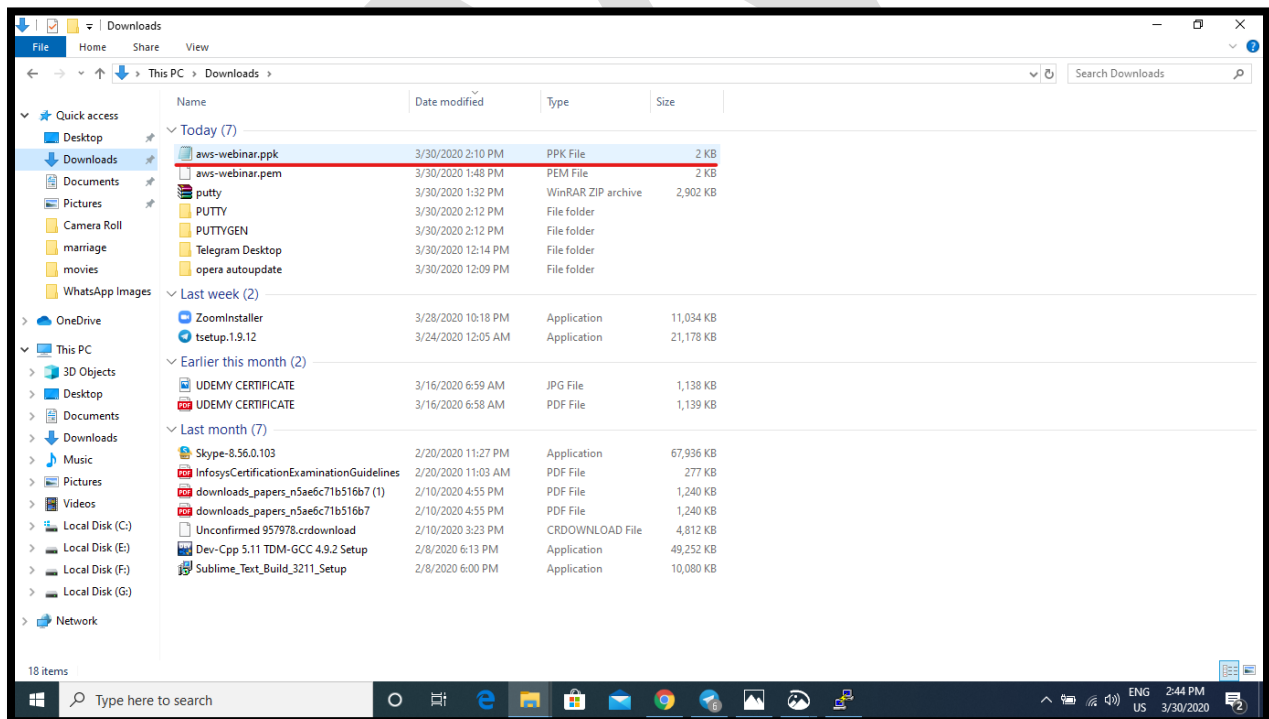 Downloads
File Home Share View
This PC > Downloads >
Search Downloads
Name Date modified Type Size
Quick access
Desktop
Downloads
Documents
Pictures
Camera Roll
marriage
movies
WhatsApp Images
OneDrive
This PC
3D Objects
Desktop
Documents
Downloads
Music
Pictures
Videos
Local Disk (C:)
Local Disk (E:)
Local Disk (F:)
Local Disk (G:)
Network
Today (7)
aws-webinar.ppk 3/30/2020 2:10 PM PPK File 2 KB
aws-webinar.pem 3/30/2020 1:48 PM PEM File 2 KB
putty 3/30/2020 1:32 PM WinRAR ZIP archive 2,902 KB
PUTTY 3/30/2020 2:12 PM File folder
PUTTYGEN 3/30/2020 2:12 PM File folder
Telegram Desktop 3/30/2020 12:14 PM File folder
opera autoupdate 3/30/2020 12:09 PM File folder
Last week (2)
ZoomInstaller 3/28/2020 10:18 PM Application 11,034 KB
tsetup.1.9.12 3/24/2020 12:05 AM Application 21,178 KB
Earlier this month (2)
UDEMY CERTIFICATE 3/16/2020 6:59 AM JPG File 1,138 KB
UDEMY CERTIFICATE 3/16/2020 6:58 AM PDF File 1,139 KB
Last month (7)
Skype-8.56.0.103 2/20/2020 11:27 PM Application 67,936 KB
InfosysCertificationExaminationGuidelines 2/20/2020 11:03 AM PDF File 277 KB
downloads_papers_n5ae6c71b516b7 (1) 2/10/2020 4:55 PM PDF File 1,240 KB
downloads_papers_n5ae6c71b516b7 2/10/2020 4:55 PM PDF File 1,240 KB
Unconfirmed 957978.crdownload 2/10/2020 3:23 PM CRDOWNLOAD File 4,812 KB
Dev-Cpp 5.11 TDM-GCC 4.9.2 Setup 2/8/2020 6:13 PM Application 49,252 KB
Sublime_Text_Build_3211_Setup 2/8/2020 6:00 PM Application 10,080 KB
18 items
Type here to search
ENG 2:44 PM
US 3/30/2020